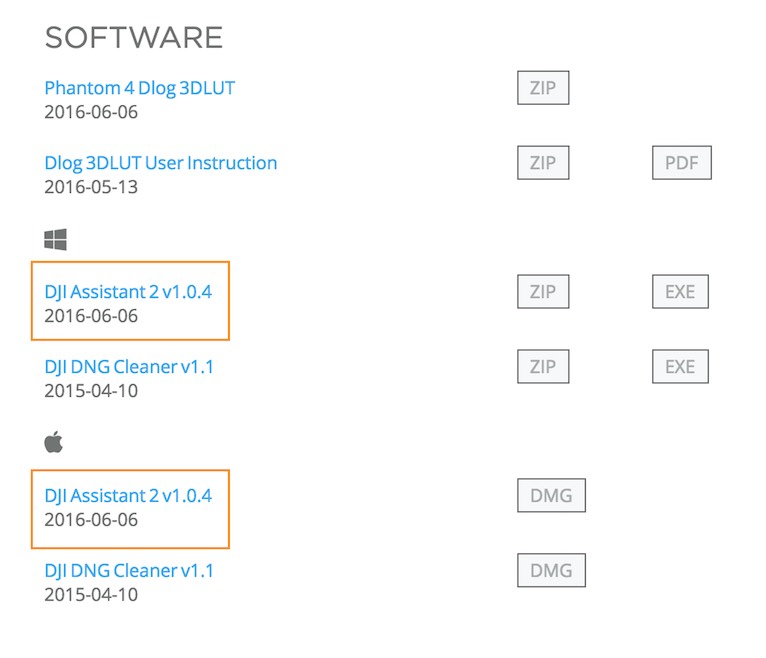 SOFTWARE
Phantom 4 Dlog 3DLUT ZIP
2016-06-06
Dlog 3DLUT User Instruction ZIP PDF
2016-05-13
DJI Assistant 2 v1.0.4 ZIP EXE
2016-06-06
DJI DNG Cleaner v1.1 ZIP EXE
2015-04-10
DJI Assistant 2 v1.0.4 DMG
2016-06-06
DJI DNG Cleaner v1.1 DMG
2015-04-10